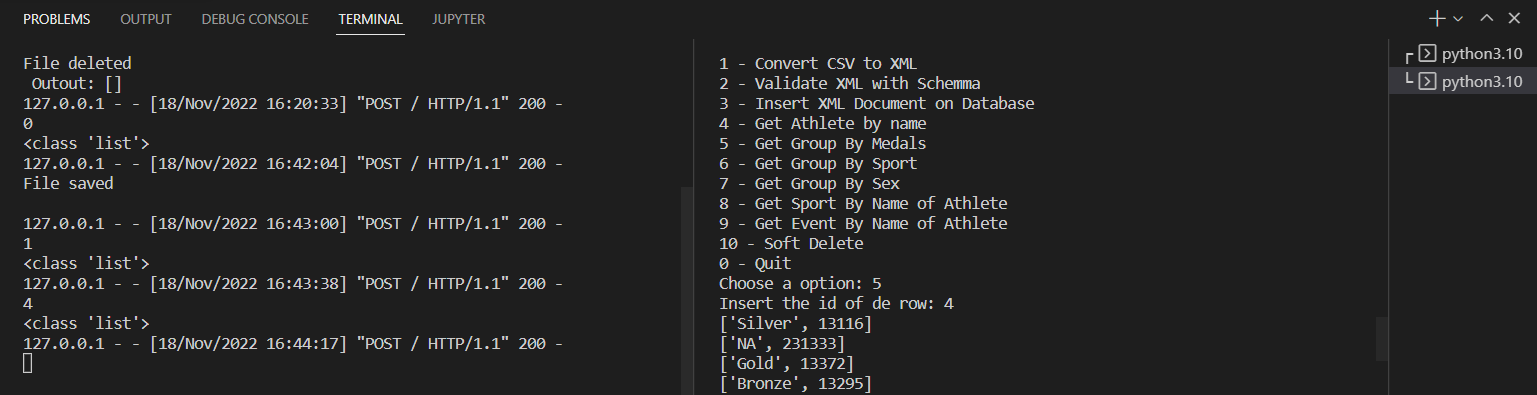 PROBLEMS OUTPUT DEBUG CONSOLE TERMINAL JUPYTER
File deleted
Outout: []
127.0.0.1 - - [18/Nov/2022 16:20:33] "POST / HTTP/1.1" 200 -
0
<class 'list'>
127.0.0.1 - - [18/Nov/2022 16:42:04] "POST / HTTP/1.1" 200 -
File saved
127.0.0.1 - - [18/Nov/2022 16:43:00] "POST / HTTP/1.1" 200 -
1
<class 'list'>
127.0.0.1 - - [18/Nov/2022 16:43:38] "POST / HTTP/1.1" 200 -
4
<class 'list'>
127.0.0.1 - - [18/Nov/2022 16:44:17] "POST / HTTP/1.1" 200 -
1 - Convert CSV to XML
2 - Validate XML with Schemma
3 - Insert XML Document on Database
4 - Get Athlete by name
5 - Get Group By Medals
6 - Get Group By Sport
7 - Get Group By Sex
8 - Get Sport By Name of Athlete
9 - Get Event By Name of Athlete
10 - Soft Delete
0 - Quit
Choose a option: 5
Insert the id of de row: 4
['Silver', 13116]
['NA', 231333]
['Gold', 13372]
['Bronze', 13295]
python3.10
python3.10